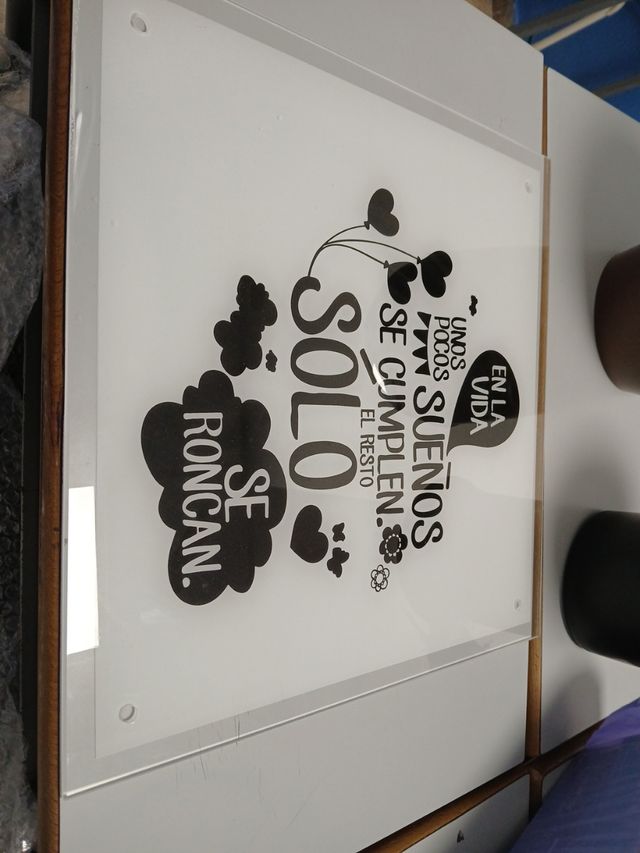 EN LA
VIDA
UNOS
POCOS
SUEÑOS
SE CUMPLEN.
EL RESTO
SÓLO
SE
RONCAN.